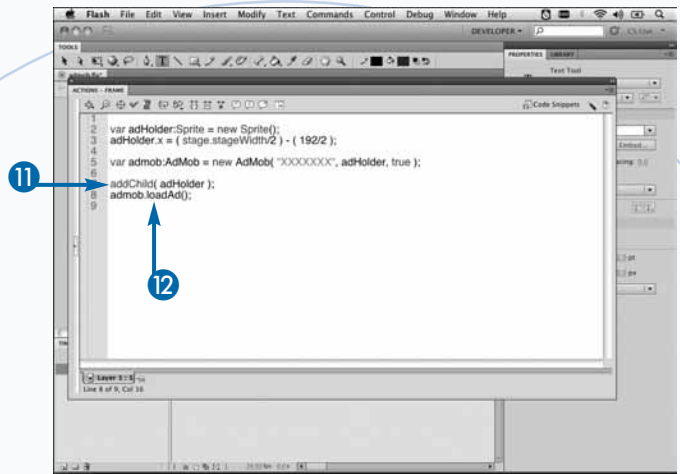 Flash File Edit View Insert Modify Text Commands Control Debug Window Help
DEVELOPER
TOOLS
PROPERTIES LIBRARY
Text Tool
ACTIONS - FRAME
Code Snippets
1
2 var adHolder:Sprite = new Sprite();
3 adHolder.x = ( stage.stageWidth/2 ) - ( 192/2 );
4
5 var admob:AdMob = new AdMob( "XXXXXXX", adHolder, true );
6
11 addChild( adHolder );
8 admob.loadAd();
9
12
Embed...
Layer 1 : 1
Line 8 of 9, Col 16